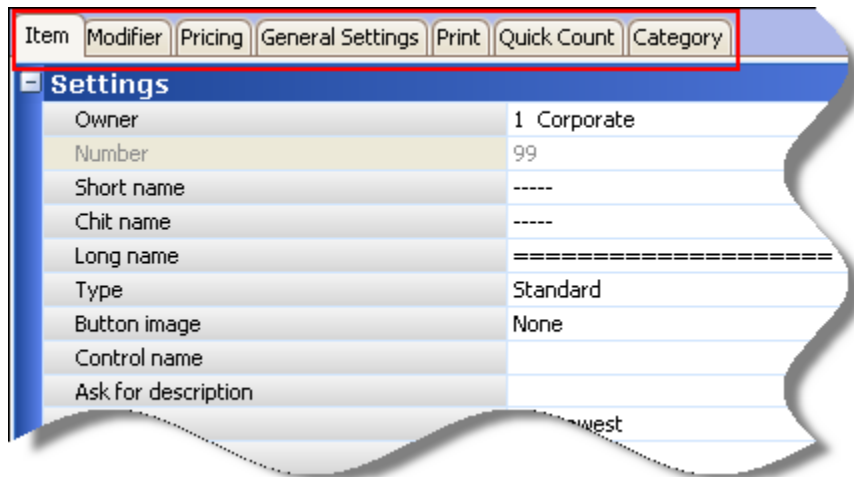 Item Modifier Pricing General Settings Print Quick Count Category
Settings
Owner 1 Corporate
Number 99
Short name -----
Chit name -----
Long name =====================
Type Standard
Button image None
Control name
Ask for description